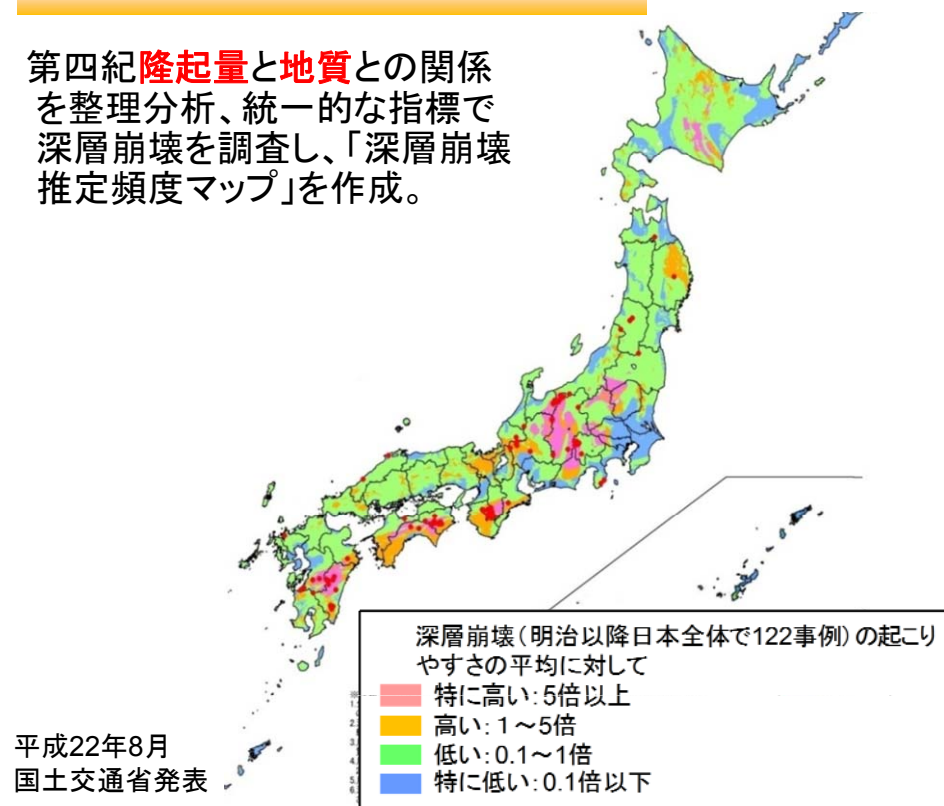 第四紀隆起量と地質との関係
を整理分析、統一的な指標で
深層崩壊を調査し、「深層崩壊
推定頻度マップ」を作成。
深層崩壊（明治以降日本全体で122事例）の起こり
やすさの平均に対して
特に高い：5倍以上
高い：1～5倍
低い：0.1～1倍
特に低い：0.1倍以下
平成22年8月
国土交通省発表